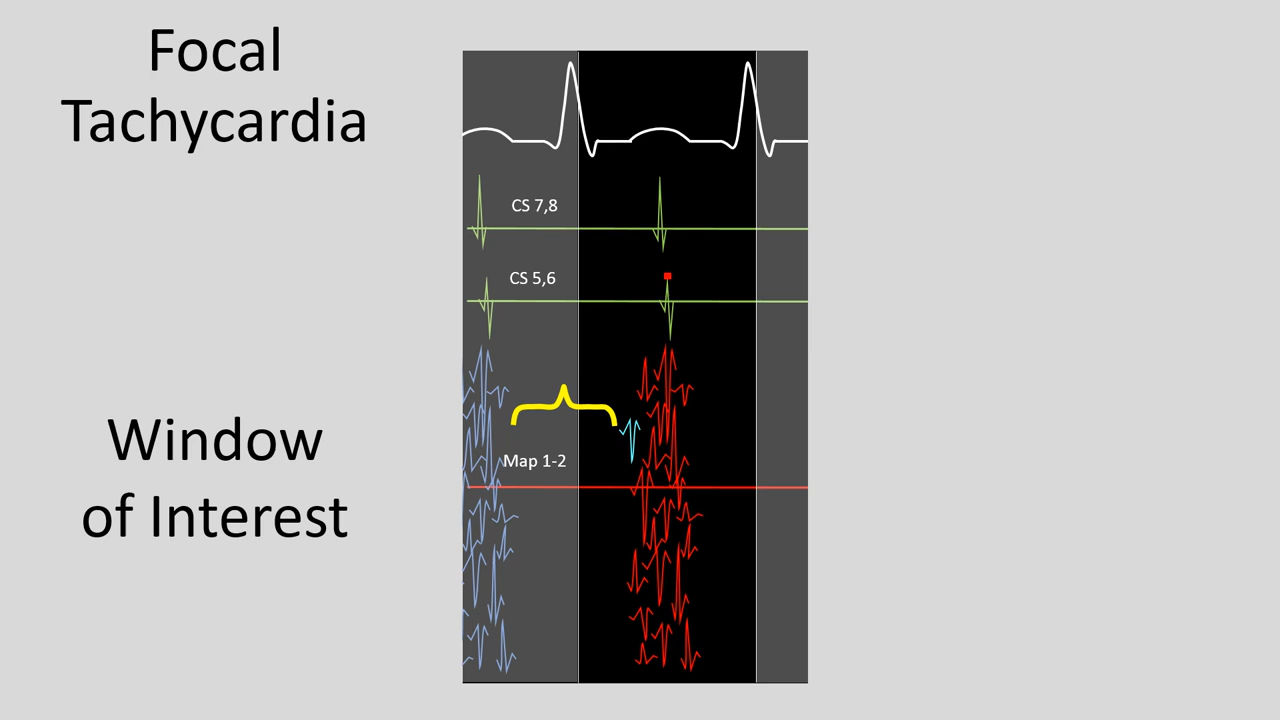 Focal
Tachycardia
CS 7,8
CS 5,6
Map 1-2
Window
of Interest